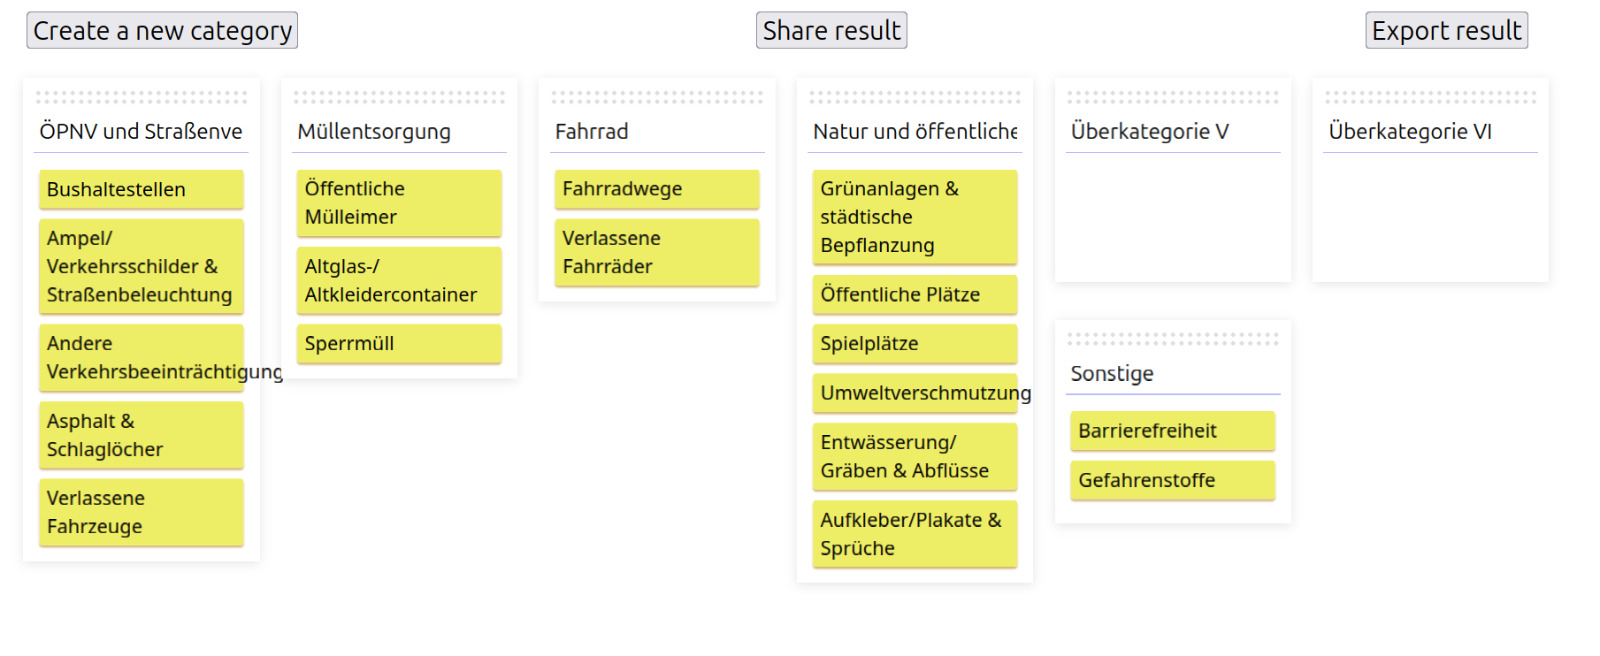 Create a new category
Share result
Export result
ÖPNV und Straßenve
Bushaltestellen
Ampel/
Verkehrsschilder &
Straßenbeleuchtung
Andere
Verkehrsbeeinträchtigung
Asphalt &
Schlaglöcher
Verlassene
Fahrzeuge
Müllentsorgung
Öffentliche
Mülleimer
Altglas-/
Altkleidercontainer
Sperrmüll
Fahrrad
Fahrradwege
Verlassene
Fahrräder
Natur und öffentliche
Grünanlagen &
städtische
Bepflanzung
Öffentliche Plätze
Spielplätze
Umweltverschmutzung
Entwässerung/
Gräben & Abflüsse
Aufkleber/Plakate &
Sprüche
Überkategorie V
Sonstige
Barrierefreiheit
Gefahrenstoffe
Überkategorie VI